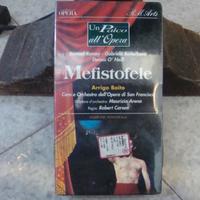 OPERA
Un Palco
all'Opera
Samuel Ramey - Gabriela Beňačková
Dennis O'Neill
Mefistofele
Arrigo Boito
Coro e Orchestra dell'Opera di San Francisco
Direttore d'orchestra Maurizio Arena
Regia Robert Carsen